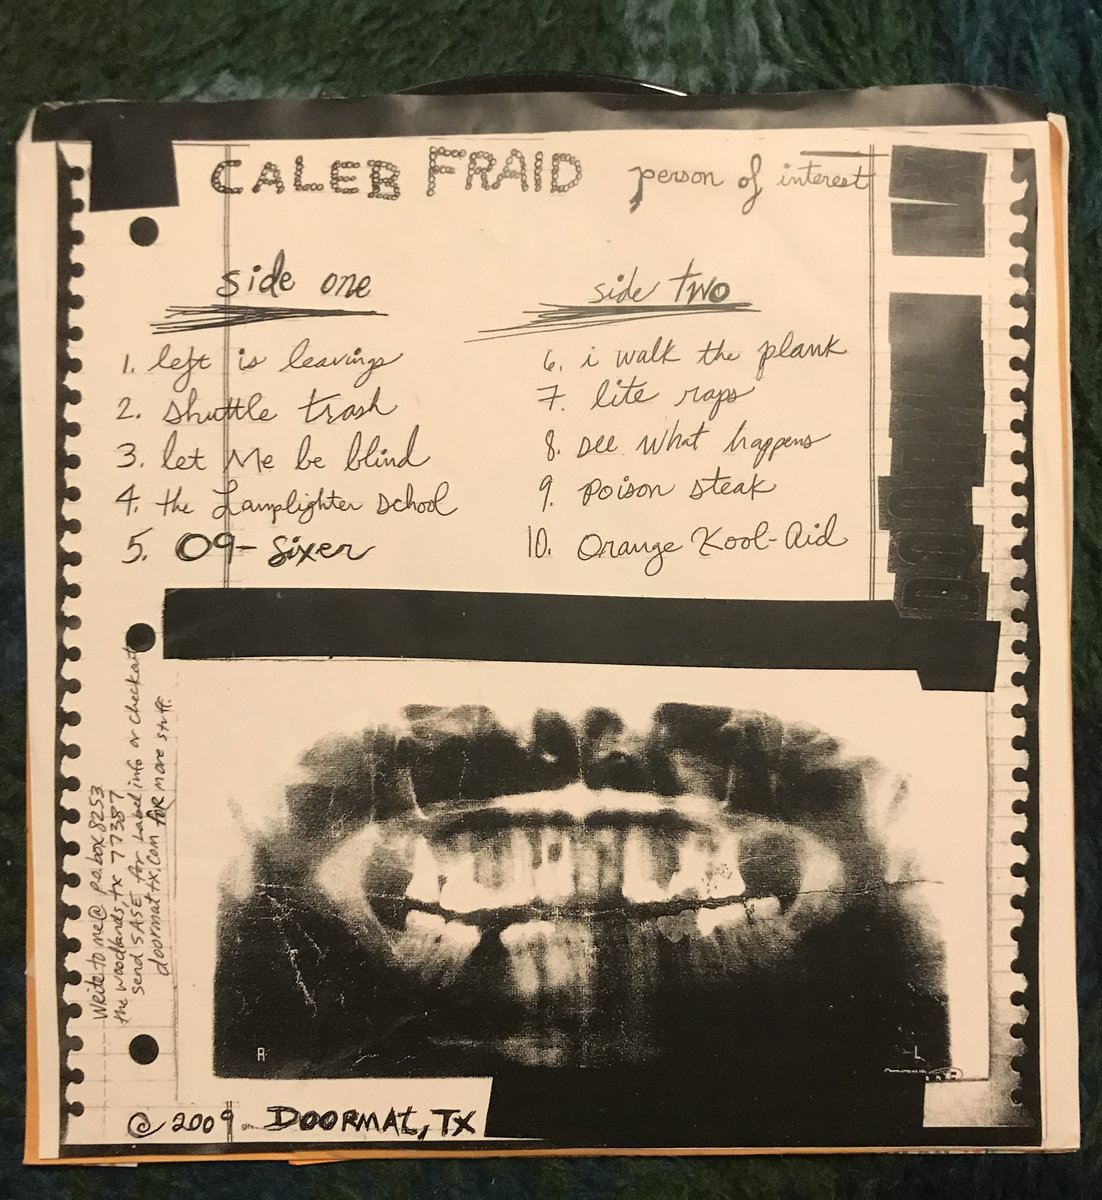 CALEB FRAID person of interest
side one
1. left is leavings
2. shuttle trash
3. let Me be blind
4. the Lamplighter school
5. 09-sixer
side two
6. i walk the plank
7. lite raps
8. see what happens
9. poison steak
10. Orange Kool-Aid
Write to me @ p.o. box 8253
the woodlands tx 77387
send SASE for Label info or checkout
doormattx.com for more stuff.
R
L
© 2009 DOORMAT, TX